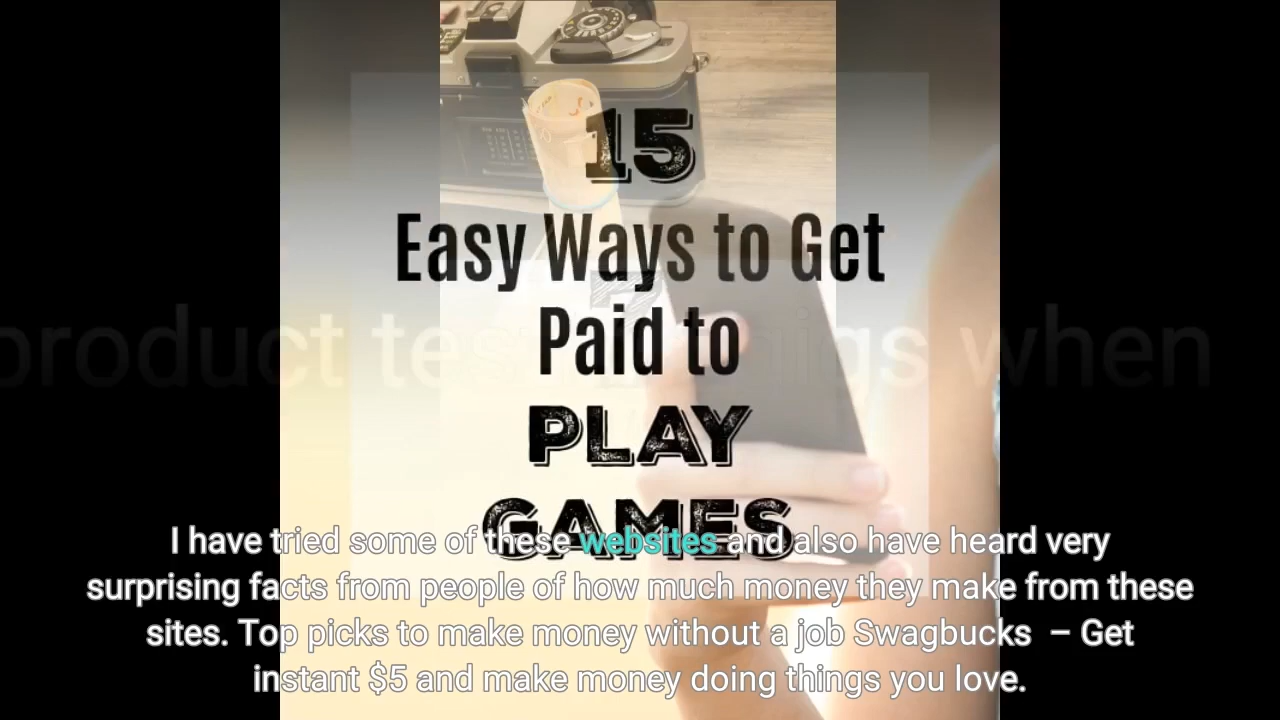 15
Easy Ways to Get
Paid to
PLAY
GAMES
product when
I have tried some of these websites and also have heard very
surprising facts from people of how much money they make from these
sites. Top picks to make money without a job Swagbucks – Get
instant $5 and make money doing things you love.